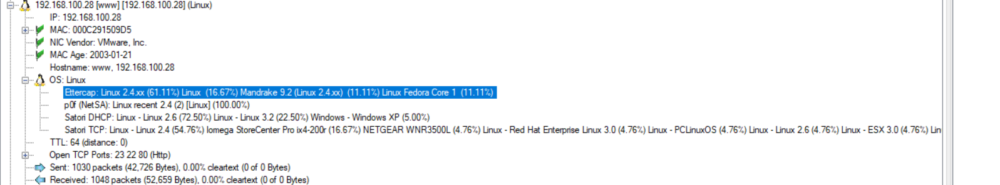 192.168.100.28 [www] [192.168.100.28] (Linux)
IP: 192.168.100.28
MAC: 000C291509D5
NIC Vendor: VMware, Inc.
MAC Age: 2003-01-21
Hostname: www, 192.168.100.28
OS: Linux
Ettercap: Linux 2.4.xx (61.11%) Linux  (16.67%) Mandrake 9.2 (Linux 2.4.xx)  (11.11%) Linux Fedora Core 1  (11.11%)
p0f (NetSA): Linux recent 2.4 (2) [Linux] (100.00%)
Satori DHCP: Linux - Linux 2.6 (72.50%) Linux - Linux 3.2 (22.50%) Windows - Windows XP (5.00%)
Satori TCP: Linux - Linux 2.4 (54.76%) Iomega StoreCenter Pro ix4-200r (16.67%) NETGEAR WNR3500L (4.76%) Linux - Red Hat Enterprise Linux 3.0 (4.76%) Linux - PCLinuxOS (4.76%) Linux - Linux 2.6 (4.76%) Linux - ESX 3.0 (4.76%) Lin
TTL: 64 (distance: 0)
Open TCP Ports: 23 22 80 (Http)
Sent: 1030 packets (42,726 Bytes), 0.00% cleartext (0 of 0 Bytes)
Received: 1048 packets (52,659 Bytes), 0.00% cleartext (0 of 0 Bytes)